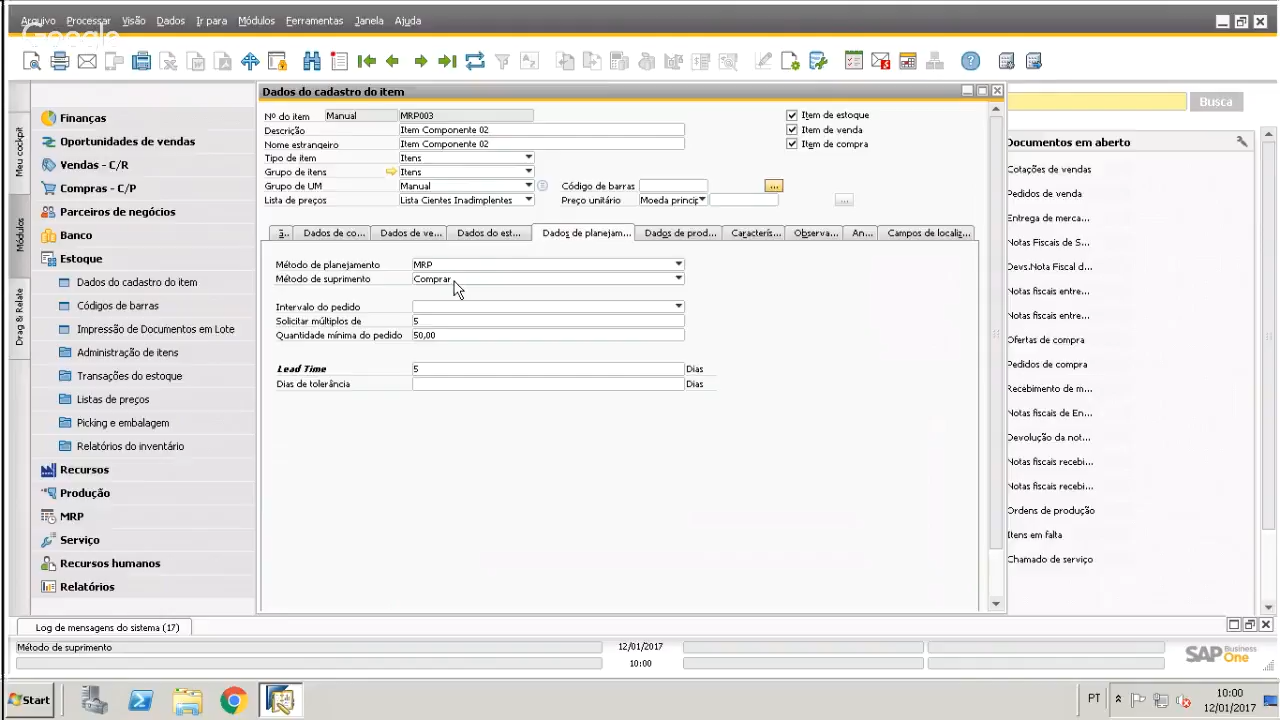 Arquivo Processar Visão Dados Ir para Módulos Ferramentas Janela Ajuda
Google
Dados do cadastro do item
Nº do item Manual MRP003
Descrição Item Componente 02
Nome estrangeiro Item Componente 02
Tipo de item Itens
Grupo de itens Itens
Grupo de UM Manual
Lista de preços Lista Cientes Inadimplentes
Código de barras
Preço unitário Moeda princip
Item de estoque
Item de venda
Item de compra
Dados de co... Dados de ve... Dados do est... Dados de planejam... Dados de prod... Caracterís... Observa... An... Campos de localiz...
Método de planejamento MRP
Método de suprimento Comprar
Intervalo do pedido
Solicitar múltiplos de 5
Quantidade mínima do pedido 50,00
Lead Time 5 Dias
Dias de tolerância Dias
Meu cockpit
Módulos
Drag & Relate
Finanças
Oportunidades de vendas
Vendas - C/R
Compras - C/P
Parceiros de negócios
Banco
Estoque
Dados do cadastro do item
Códigos de barras
Impressão de Documentos em Lote
Administração de itens
Transações do estoque
Listas de preços
Picking e embalagem
Relatórios do inventário
Recursos
Produção
MRP
Serviço
Recursos humanos
Relatórios
Busca
Documentos em aberto
Cotações de vendas
Pedidos de venda
Entrega de merca...
Notas Fiscais de S...
Devs.Nota Fiscal d...
Notas fiscais entre...
Notas fiscais entre...
Ofertas de compra
Pedidos de compra
Recebimento de m...
Notas fiscais de En...
Devolução da not...
Notas fiscais recebi...
Notas fiscais recebi...
Ordens de produção
Itens em falta
Chamado de serviço
Log de mensagens do sistema (17)
Método de suprimento
12/01/2017
10:00
SAP Business One
Start
PT
10:00
12/01/2017